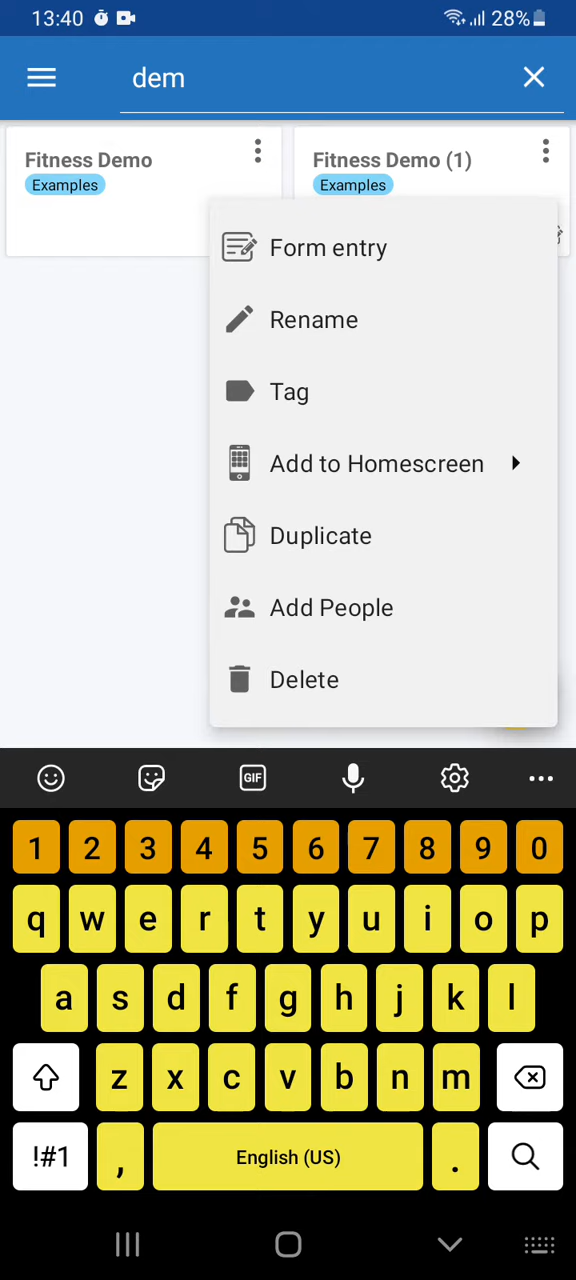 13:40 28%
dem
Fitness Demo
Examples
Fitness Demo (1)
Examples
Form entry
Rename
Tag
Add to Homescreen
Duplicate
Add People
Delete
GIF
1 2 3 4 5 6 7 8 9 0
q w e r t y u i o p
a s d f g h j k l
z x c v b n m
!#1 , English (US) .